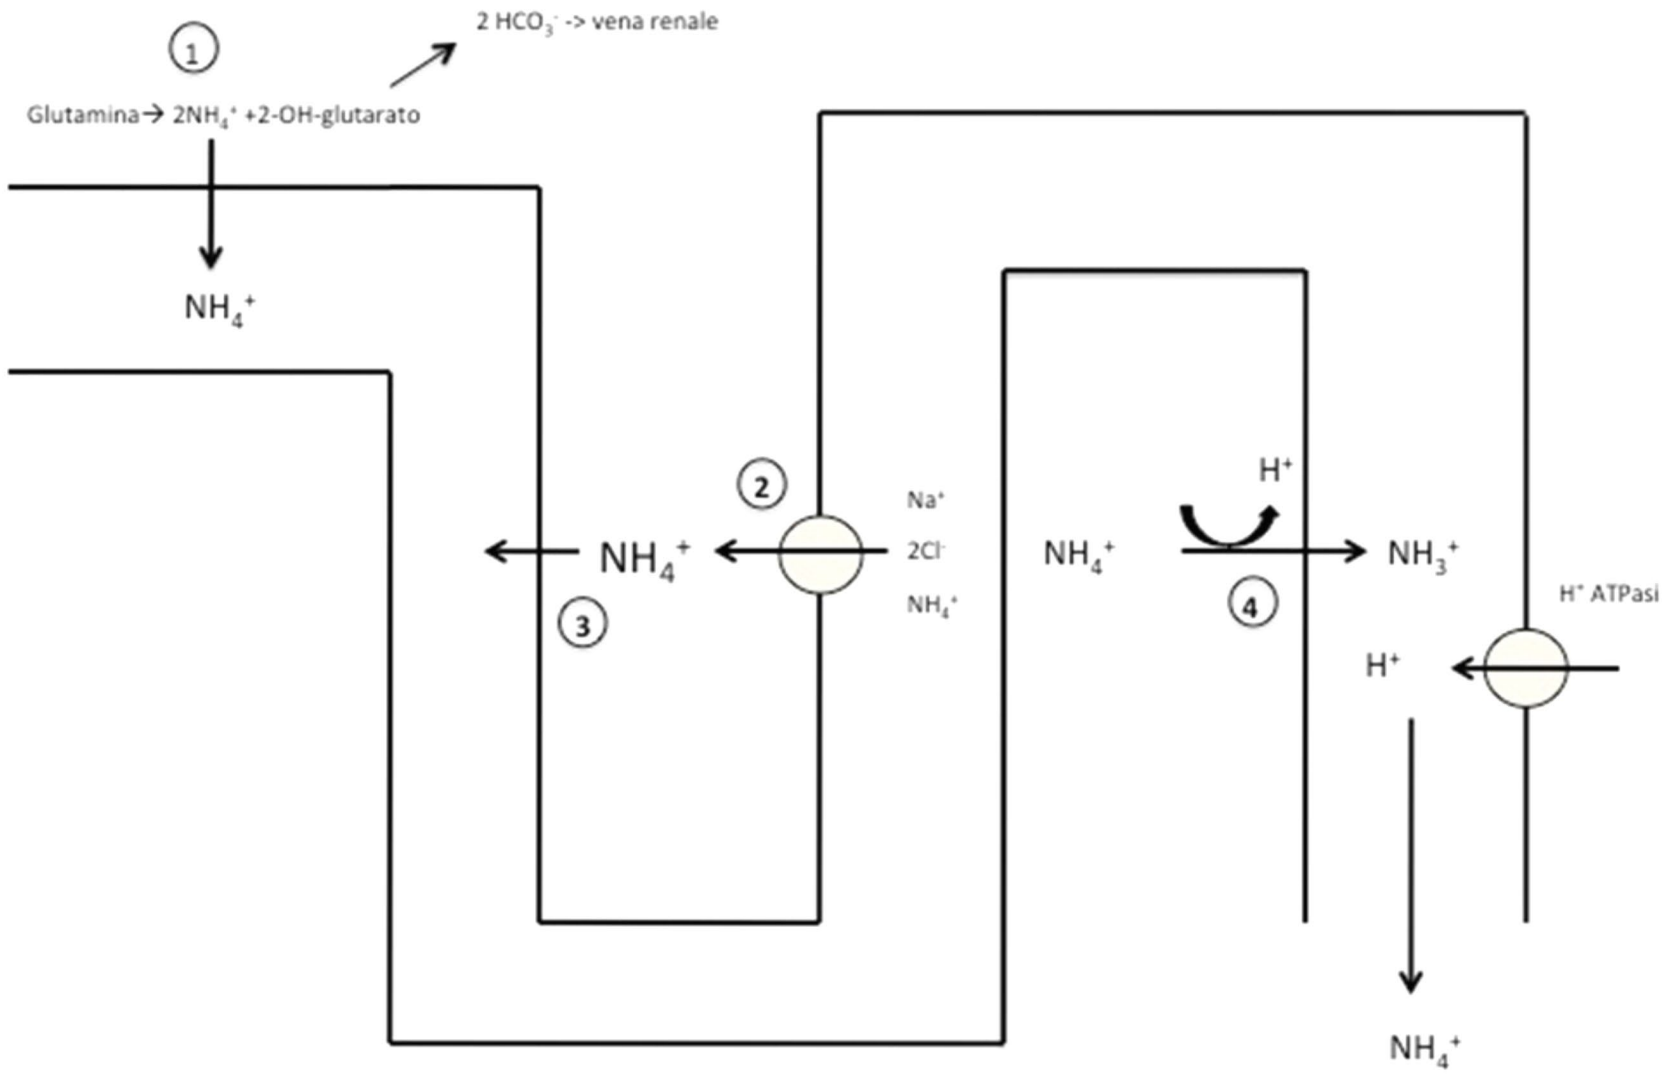 2 HCO₃⁻ -> vena renale
1
Glutamina→ 2NH₄⁺ +2-OH-glutarato
NH₄⁺
2
Na⁺
2Cl⁻
NH₄⁺
NH₄⁺
3
H⁺
NH₄⁺
NH₃⁺
4
H⁺ ATPasi
H⁺
NH₄⁺